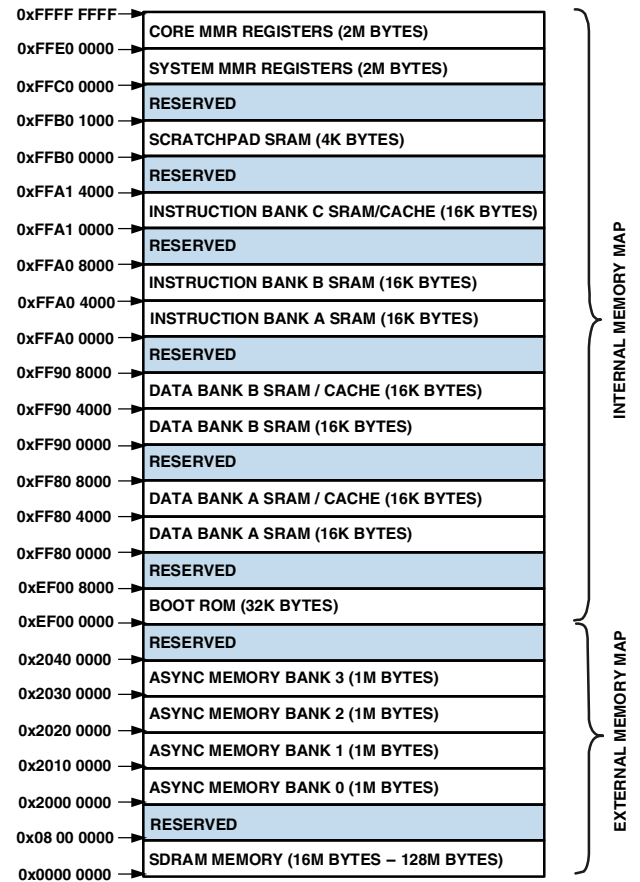 0xFFFF FFFF
CORE MMR REGISTERS (2M BYTES)
0xFFE0 0000
SYSTEM MMR REGISTERS (2M BYTES)
0xFFC0 0000
RESERVED
0xFFB0 1000
SCRATCHPAD SRAM (4K BYTES)
0xFFB0 0000
RESERVED
0xFFA1 4000
INSTRUCTION BANK C SRAM/CACHE (16K BYTES)
0xFFA1 0000
RESERVED
0xFFA0 8000
INSTRUCTION BANK B SRAM (16K BYTES)
0xFFA0 4000
INSTRUCTION BANK A SRAM (16K BYTES)
0xFFA0 0000
RESERVED
0xFF90 8000
DATA BANK B SRAM / CACHE (16K BYTES)
0xFF90 4000
DATA BANK B SRAM (16K BYTES)
0xFF90 0000
RESERVED
0xFF80 8000
DATA BANK A SRAM / CACHE (16K BYTES)
0xFF80 4000
DATA BANK A SRAM (16K BYTES)
0xFF80 0000
RESERVED
0xEF00 8000
BOOT ROM (32K BYTES)
0xEF00 0000
RESERVED
0x2040 0000
ASYNC MEMORY BANK 3 (1M BYTES)
0x2030 0000
ASYNC MEMORY BANK 2 (1M BYTES)
0x2020 0000
ASYNC MEMORY BANK 1 (1M BYTES)
0x2010 0000
ASYNC MEMORY BANK 0 (1M BYTES)
0x2000 0000
RESERVED
0x08 00 0000
SDRAM MEMORY (16M BYTES – 128M BYTES)
0x0000 0000
INTERNAL MEMORY MAP
EXTERNAL MEMORY MAP